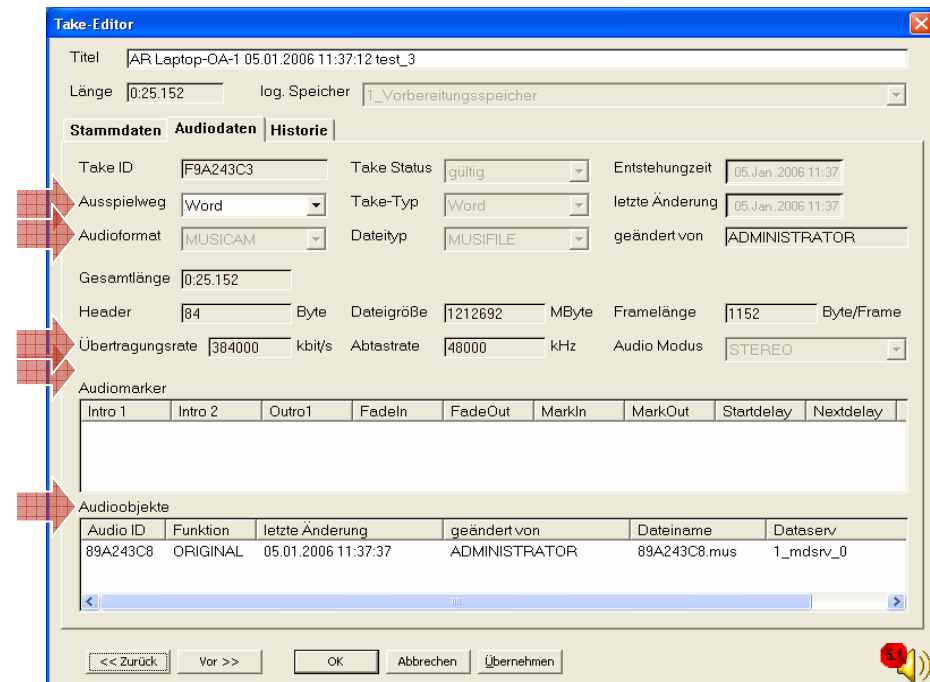 Take-Editor
Titel AR Laptop-OA-1 05.01.2006 11:37:12 test_3
Länge 0:25.152 log. Speicher 1_Vorbereitungsspeicher
Stammdaten Audiodaten Historie
Take ID F9A243C3 Take Status gültig Entstehungzeit 05.Jan.2006 11:37
Ausspielweg Word Take-Typ Word letzte Änderung 05.Jan.2006 11:37
Audioformat MUSICAM Dateityp MUSIFILE geändert von ADMINISTRATOR
Gesamtlänge 0:25.152
Header 84 Byte Dateigröße 1212692 MByte Framelänge 1152 Byte/Frame
Übertragungsrate 384000 kbit/s Abtastrate 48000 kHz Audio Modus STEREO
Audiomarker
Intro 1 Intro 2 Outro1 FadeIn FadeOut MarkIn MarkOut Startdelay Nextdelay
Audioobjekte
Audio ID Funktion letzte Änderung geändert von Dateiname Dataserv
89A243C8 ORIGINAL 05.01.2006 11:37:37 ADMINISTRATOR 89A243C8.mus 1_mdsrv_0
<< Zurück Vor >> OK Abbrechen Übernehmen 5.1